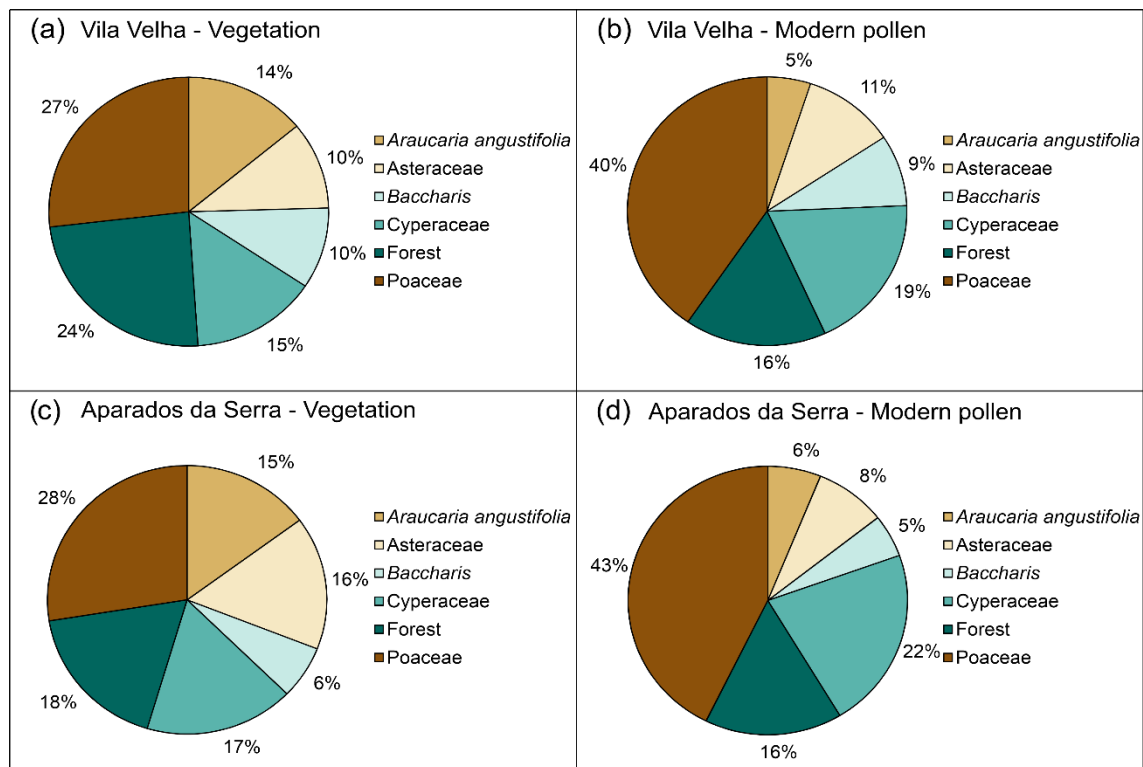 (a) Vila Velha - Vegetation
14%
27%
10%
10%
24%
15%
Araucaria angustifolia
Asteraceae
Baccharis
Cyperaceae
Forest
Poaceae
(b) Vila Velha - Modern pollen
5%
11%
40%
9%
19%
16%
Araucaria angustifolia
Asteraceae
Baccharis
Cyperaceae
Forest
Poaceae
(c) Aparados da Serra - Vegetation
15%
28%
16%
6%
18%
17%
Araucaria angustifolia
Asteraceae
Baccharis
Cyperaceae
Forest
Poaceae
(d) Aparados da Serra - Modern pollen
6%
8%
5%
43%
22%
16%
Araucaria angustifolia
Asteraceae
Baccharis
Cyperaceae
Forest
Poaceae